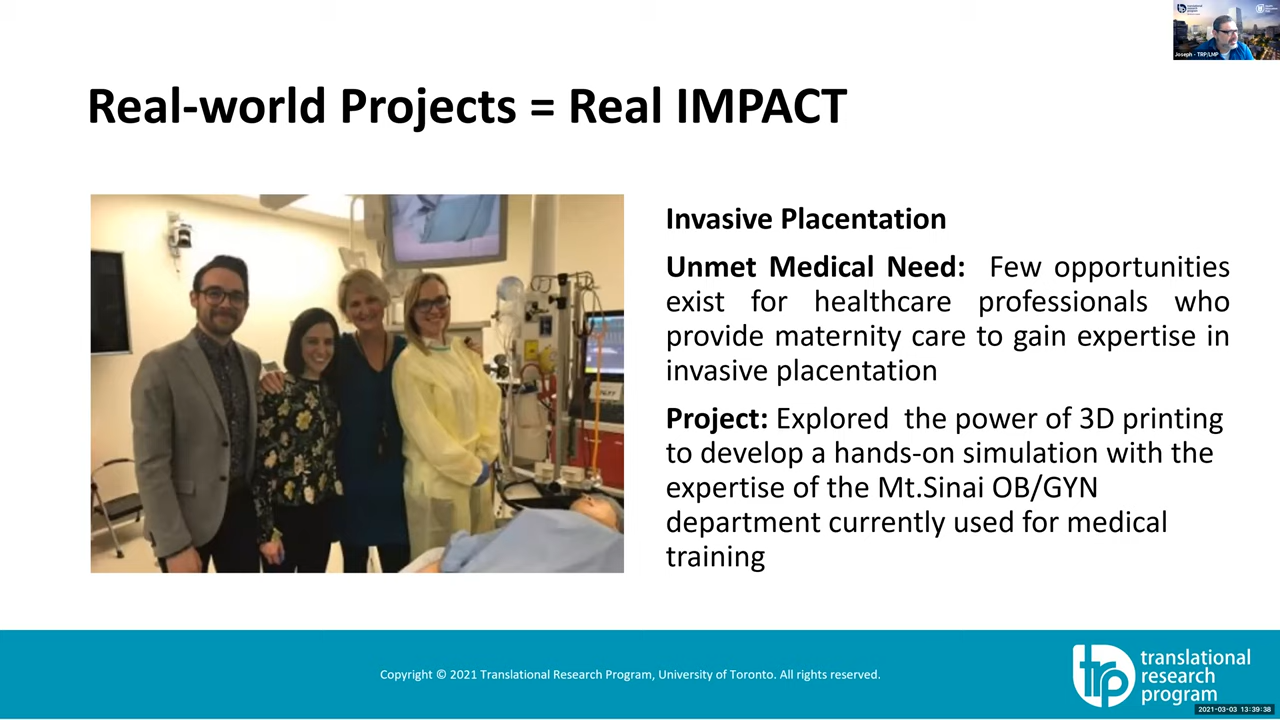 Joseph - TRP/LMP
Real-world Projects = Real IMPACT
Invasive Placentation
Unmet Medical Need: Few opportunities
exist for healthcare professionals who
provide maternity care to gain expertise in
invasive placentation
Project: Explored the power of 3D printing
to develop a hands-on simulation with the
expertise of the Mt.Sinai OB/GYN
department currently used for medical
training
Copyright © 2021 Translational Research Program, University of Toronto. All rights reserved.
trp
translational
research
program
2021-03-03 13:39:38